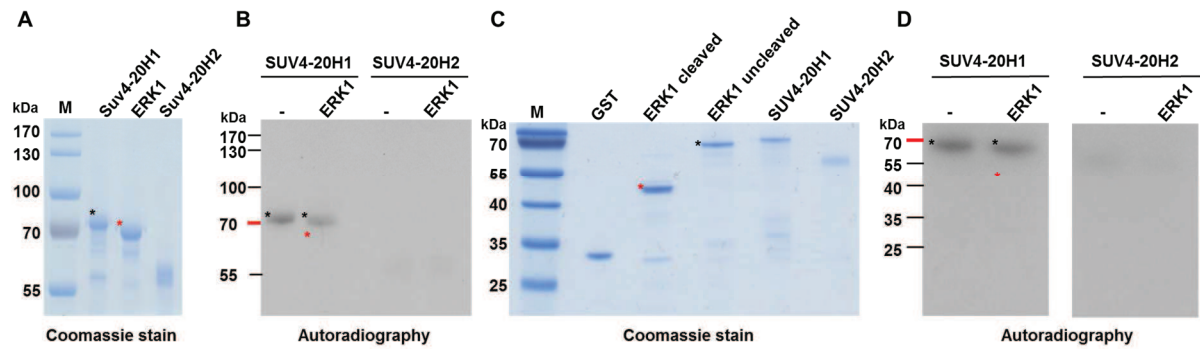 A
kDa
M
Suv4-20H1
ERK1
Suv4-20H2
170
130
100
70
55
*
*
Coomassie stain
B
SUV4-20H1
SUV4-20H2
-
ERK1
-
ERK1
kDa
170
130
100
70
55
*
*
*
Autoradiography
C
kDa
M
GST
ERK1 cleaved
ERK1 uncleaved
SUV4-20H1
SUV4-20H2
70
55
40
35
25
*
*
Coomassie stain
D
SUV4-20H1
SUV4-20H2
-
ERK1
-
ERK1
kDa
70
55
40
35
25
*
*
*
Autoradiography